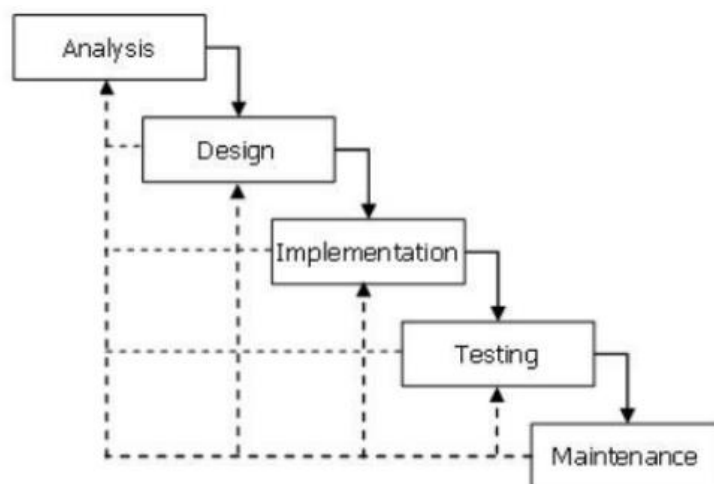 Analysis
Design
Implementation
Testing
Maintenance